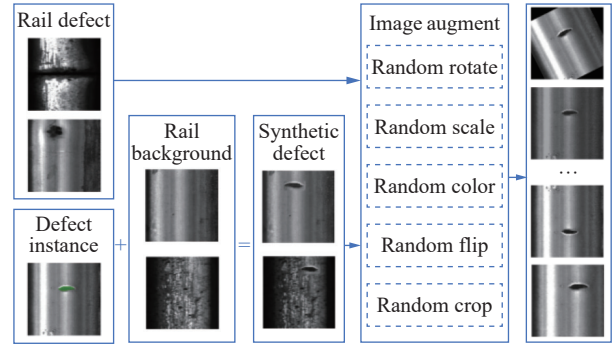 Rail defect
Defect
instance
+
Rail
background
=
Synthetic
defect
Image augment
Random rotate
Random scale
Random color
Random flip
Random crop
...